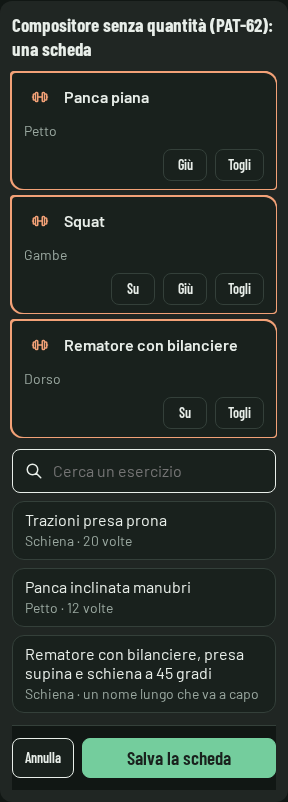 Compositore senza quantità (PAT-62):
una scheda
Panca piana
Petto
Giù Togli
Squat
Gambe
Su Giù Togli
Rematore con bilanciere
Dorso
Su Togli
Cerca un esercizio
Trazioni presa prona
Schiena · 20 volte
Panca inclinata manubri
Petto · 12 volte
Rematore con bilanciere, presa
supina e schiena a 45 gradi
Schiena · un nome lungo che va a capo
Annulla Salva la scheda